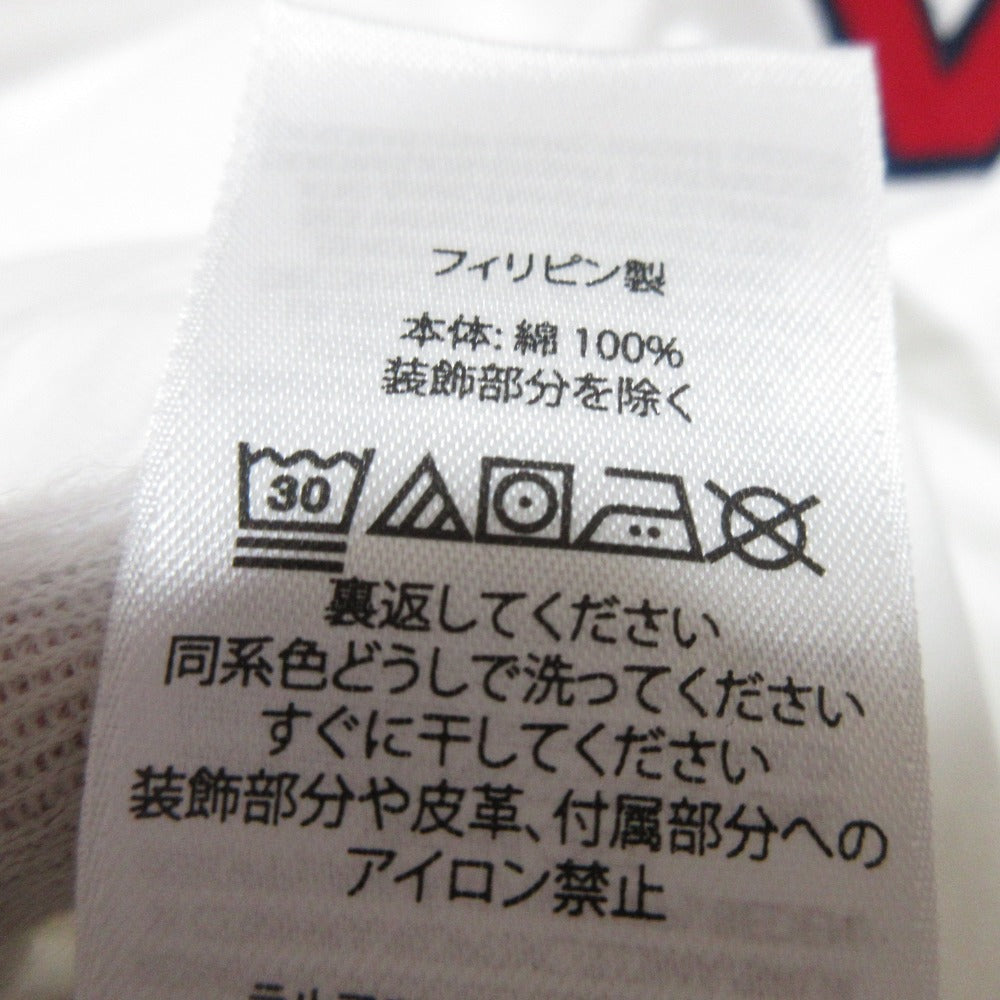 フィリピン製
本体: 綿 100%
装飾部分を除く
30
裏返してください
同系色どうしで洗ってください
すぐに干してください
装飾部分や皮革、付属部分への
アイロン禁止